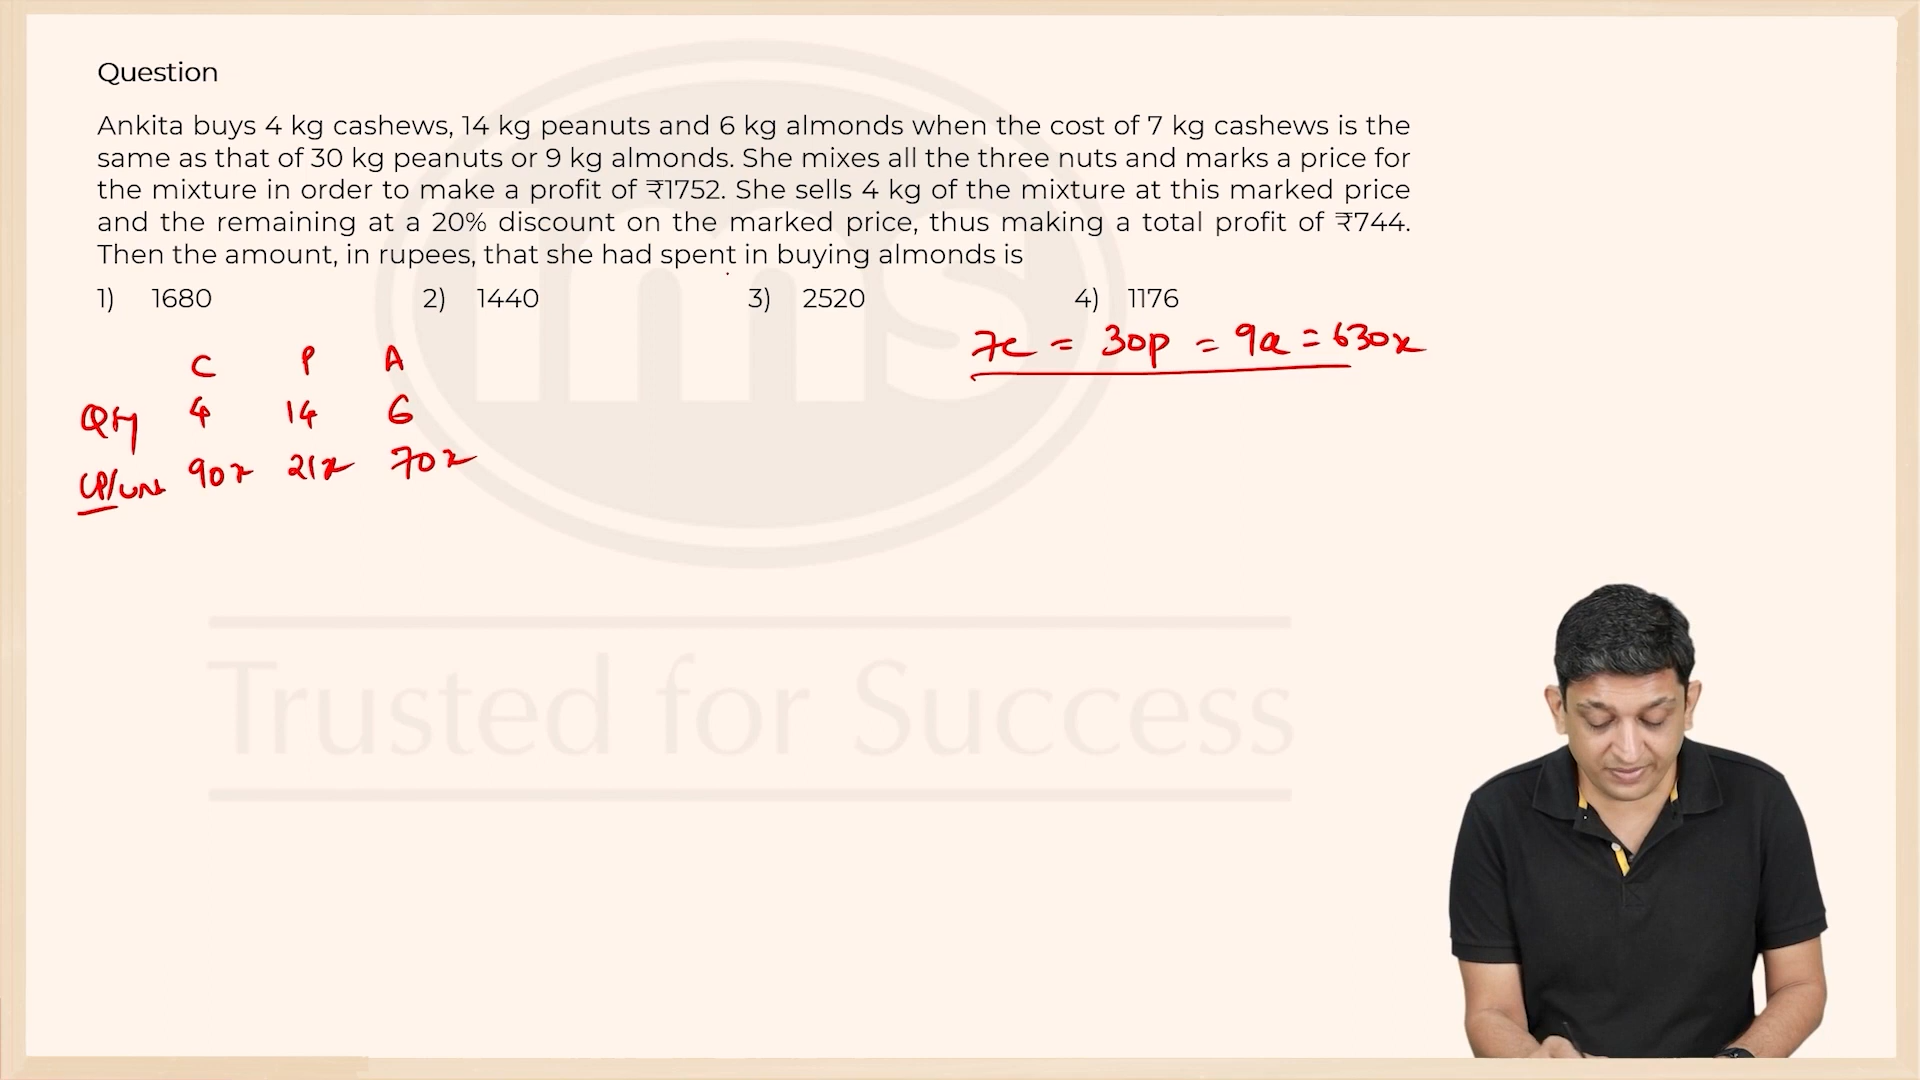 Question
Ankita buys 4 kg cashews, 14 kg peanuts and 6 kg almonds when the cost of 7 kg cashews is the
same as that of 30 kg peanuts or 9 kg almonds. She mixes all the three nuts and marks a price for
the mixture in order to make a profit of ₹1752. She sells 4 kg of the mixture at this marked price
and the remaining at a 20% discount on the marked price, thus making a total profit of ₹744.
Then the amount, in rupees, that she had spent in buying almonds is
1) 1680 2) 1440 3) 2520 4) 1176
7c = 30p = 9a = 630x
C P A
Qty 4 14 6
CP/unit 90x 21x 70x
ims
Trusted for Success